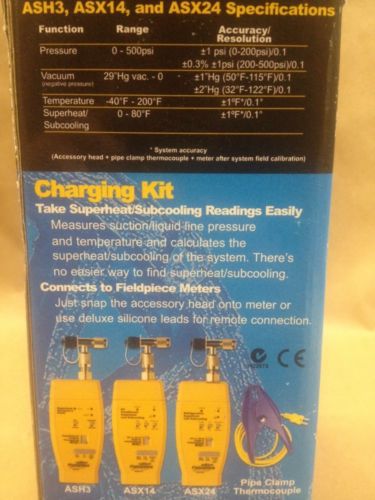 ASH3, ASX14, and ASX24 Specifications
Function Range Accuracy/Resolution
Pressure 0 - 500psi ±1 psi (0-200psi)/0.1
±0.3% ±1psi (200-500psi)/0.1
Vacuum 29"Hg vac. - 0 ±1"Hg (50°F-115°F)/0.1
(negative pressure) ±2"Hg (32°F-122°F)/0.1
Temperature -40°F - 200°F ±1ºF*/0.1°
Superheat/Subcooling 0 - 80°F ±1ºF*/0.1°
* System accuracy
(Accessory head + pipe clamp thermocouple + meter after system field calibration)
Charging Kit
Take Superheat/Subcooling Readings Easily
Measures suction/liquid line pressure
and temperature and calculates the
superheat/subcooling of the system. There's
no easier way to find superheat/subcooling.
Connects to Fieldpiece Meters
Just snap the accessory head onto meter or
use deluxe silicone leads for remote connection.
CE
ASH3
ASX14
ASX24
Pipe Clamp
Thermocouple